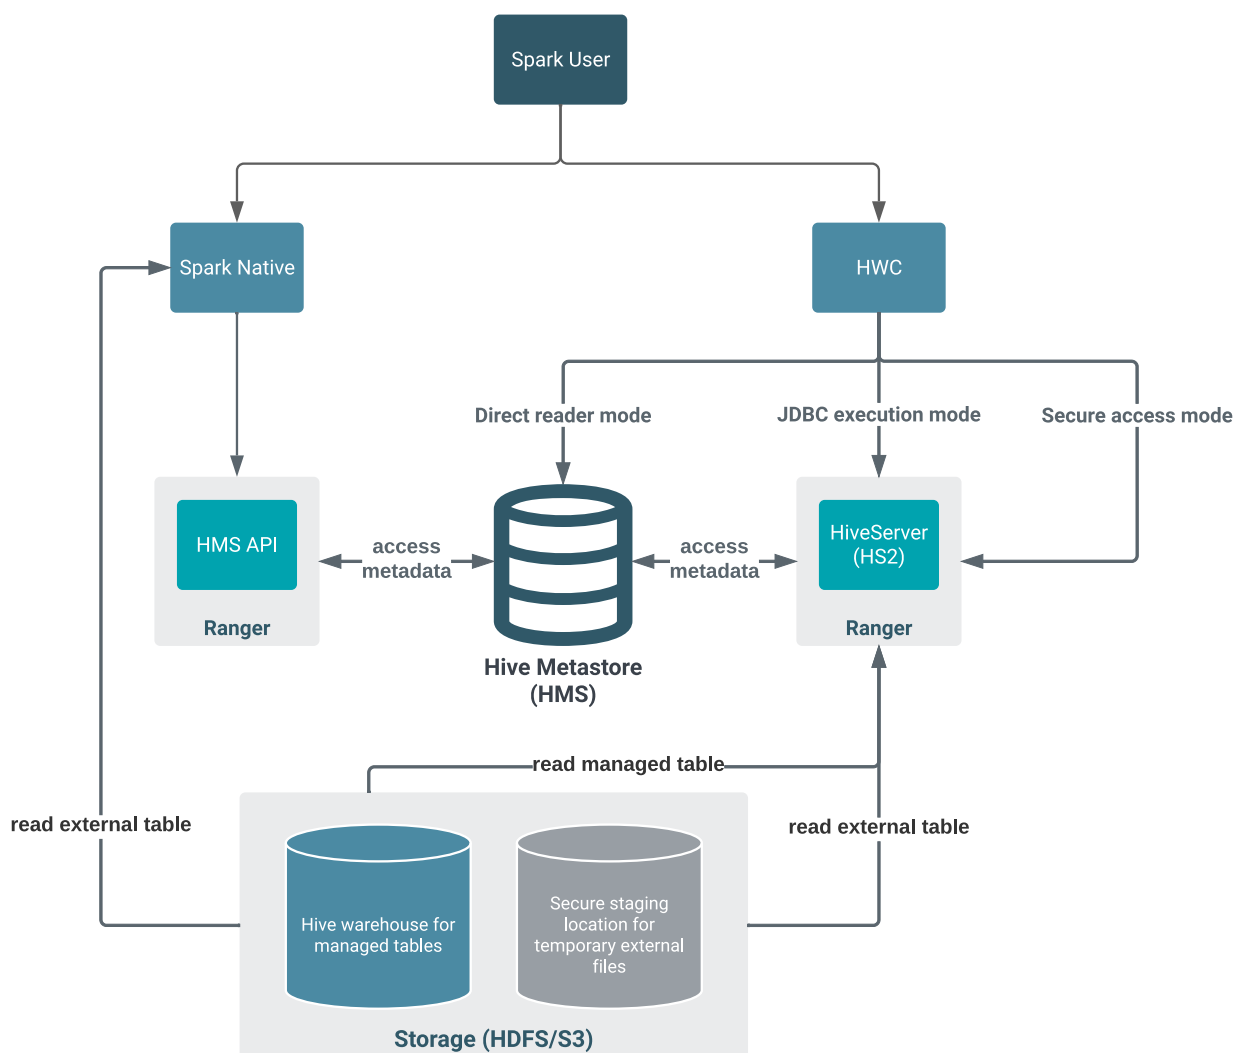 Spark User
Spark Native
HWC
Direct reader mode
JDBC execution mode
Secure access mode
HMS API
Ranger
access
metadata
access
metadata
HiveServer
(HS2)
Ranger
Hive Metastore
(HMS)
read managed table
read external table
read external table
Hive warehouse for
managed tables
Secure staging
location for
temporary external
files
Storage (HDFS/S3)